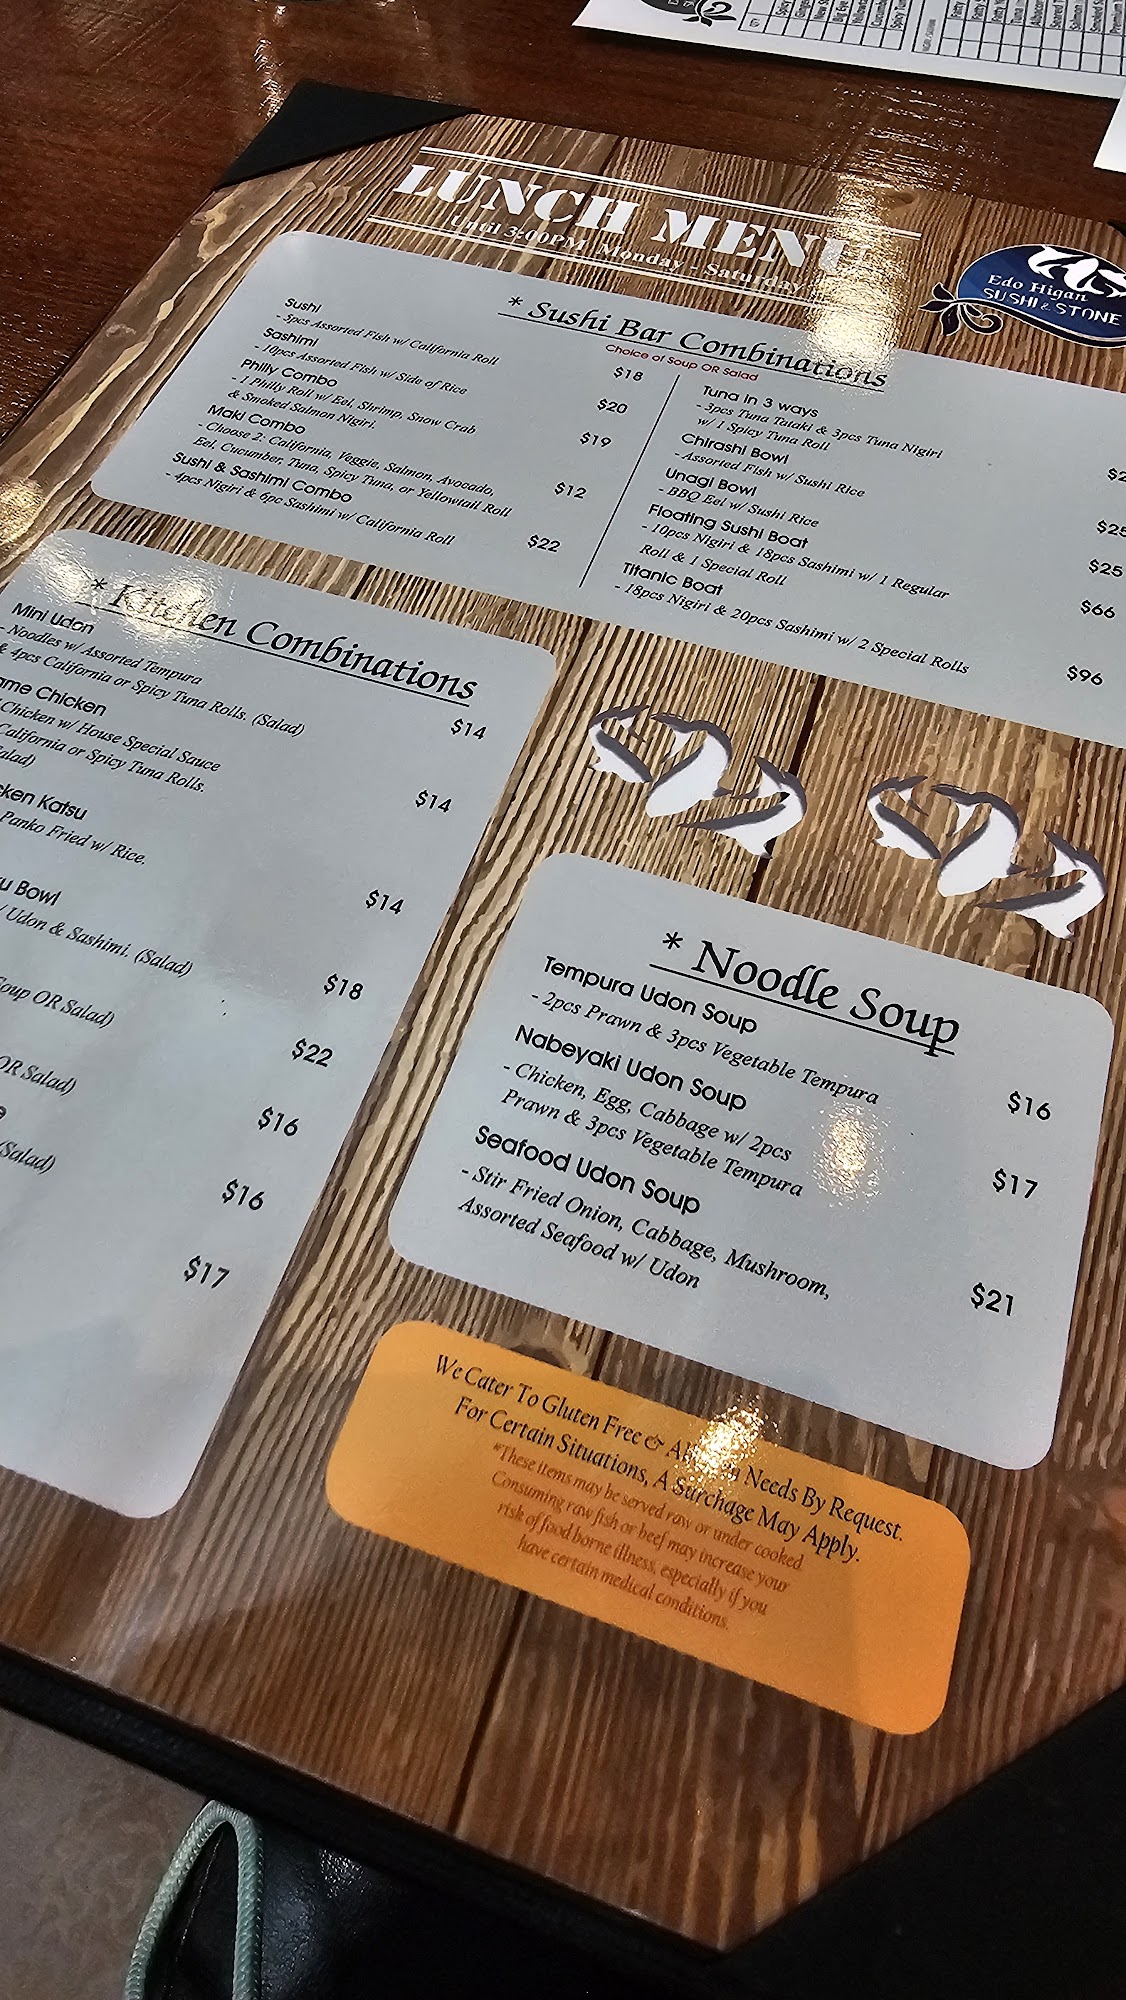 LUNCH MENU
Until 3:00PM Monday - Saturday
Edo Higan
SUSHI & STONE
* Sushi Bar Combinations
Choice of Soup OR Salad
Sushi
- 5pcs Assorted Fish w/ California Roll
$18
Sashimi
- 10pcs Assorted Fish w/ Side of Rice
$20
Philly Combo
- 1 Philly Roll w/ Eel, Shrimp, Snow Crab
& Smoked Salmon Nigiri.
$19
Maki Combo
- Choose 2: California, Veggie, Salmon, Avocado,
Eel, Cucumber, Tuna, Spicy Tuna, or Yellowtail Roll
$12
Sushi & Sashimi Combo
- 4pcs Nigiri & 6pc Sashimi w/ California Roll
$22
Tuna in 3 ways
- 3pcs Tuna Tataki & 3pcs Tuna Nigiri
w/ 1 Spicy Tuna Roll
Chirashi Bowl
- Assorted Fish w/ Sushi Rice
$25
Unagi Bowl
- BBQ Eel w/ Sushi Rice
$25
Floating Sushi Boat
- 10pcs Nigiri & 18pcs Sashimi w/ 1 Regular
Roll & 1 Special Roll
$66
Titanic Boat
- 18pcs Nigiri & 20pcs Sashimi w/ 2 Special Rolls
$96
* Kitchen Combinations
Mini Udon
- Noodles w/ Assorted Tempura
& 4pcs California or Spicy Tuna Rolls. (Salad)
$14
Chicken
Chicken w/ House Special Sauce
California or Spicy Tuna Rolls.
$14
Katsu
Panko Fried w/ Rice.
$14
Bowl
w/ Udon & Sashimi. (Salad)
$18
Soup OR Salad)
$22
OR Salad)
$16
(Salad)
$16
$17
* Noodle Soup
Tempura Udon Soup
- 2pcs Prawn & 3pcs Vegetable Tempura
$16
Nabeyaki Udon Soup
- Chicken, Egg, Cabbage w/ 2pcs
Prawn & 3pcs Vegetable Tempura
$17
Seafood Udon Soup
- Stir Fried Onion, Cabbage, Mushroom,
Assorted Seafood w/ Udon
$21
We Cater To Gluten Free & Needs By Request.
For Certain Situations, A Surchage May Apply.
*These items may be served raw or under cooked
Consuming raw fish or beef may increase your
risk of food borne illness, especially if you
have certain medical conditions.